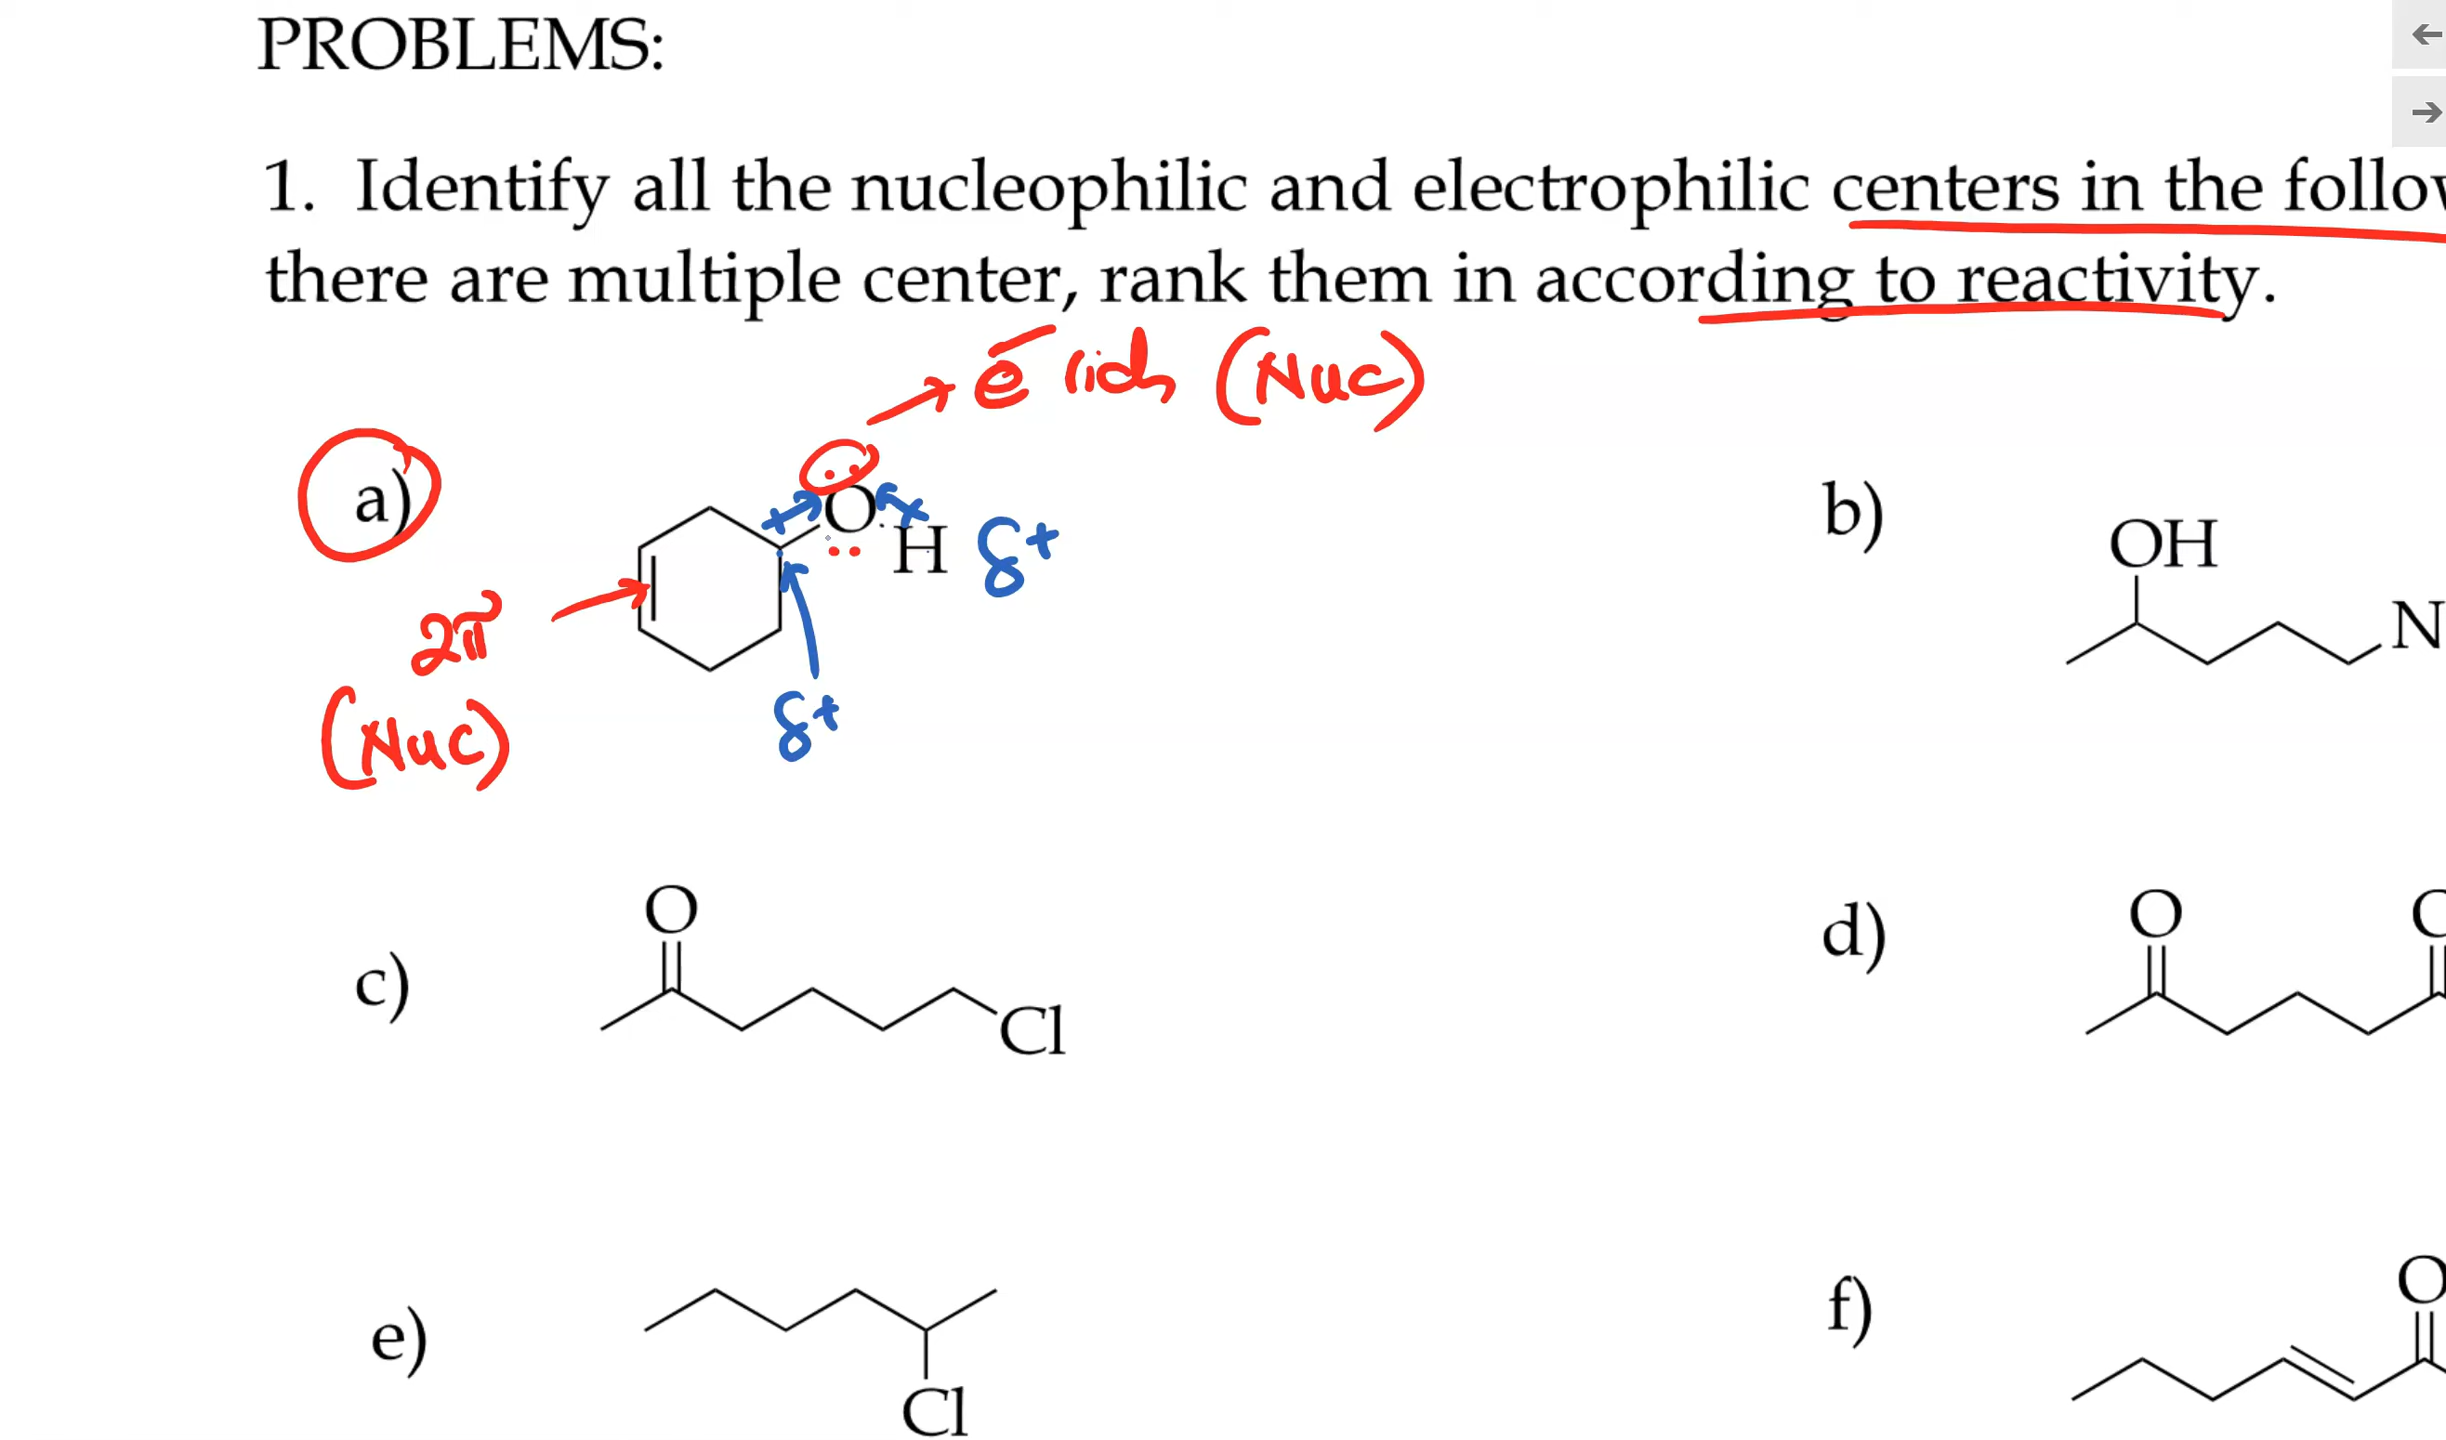 PROBLEMS:
1. Identify all the nucleophilic and electrophilic centers in the follow
there are multiple center, rank them in according to reactivity.
ē rich (Nuc)
a)
O
H δ+
2π
(Nuc)
δ+
b)
OH
N
c)
O
Cl
d)
O
e)
Cl
f)
O